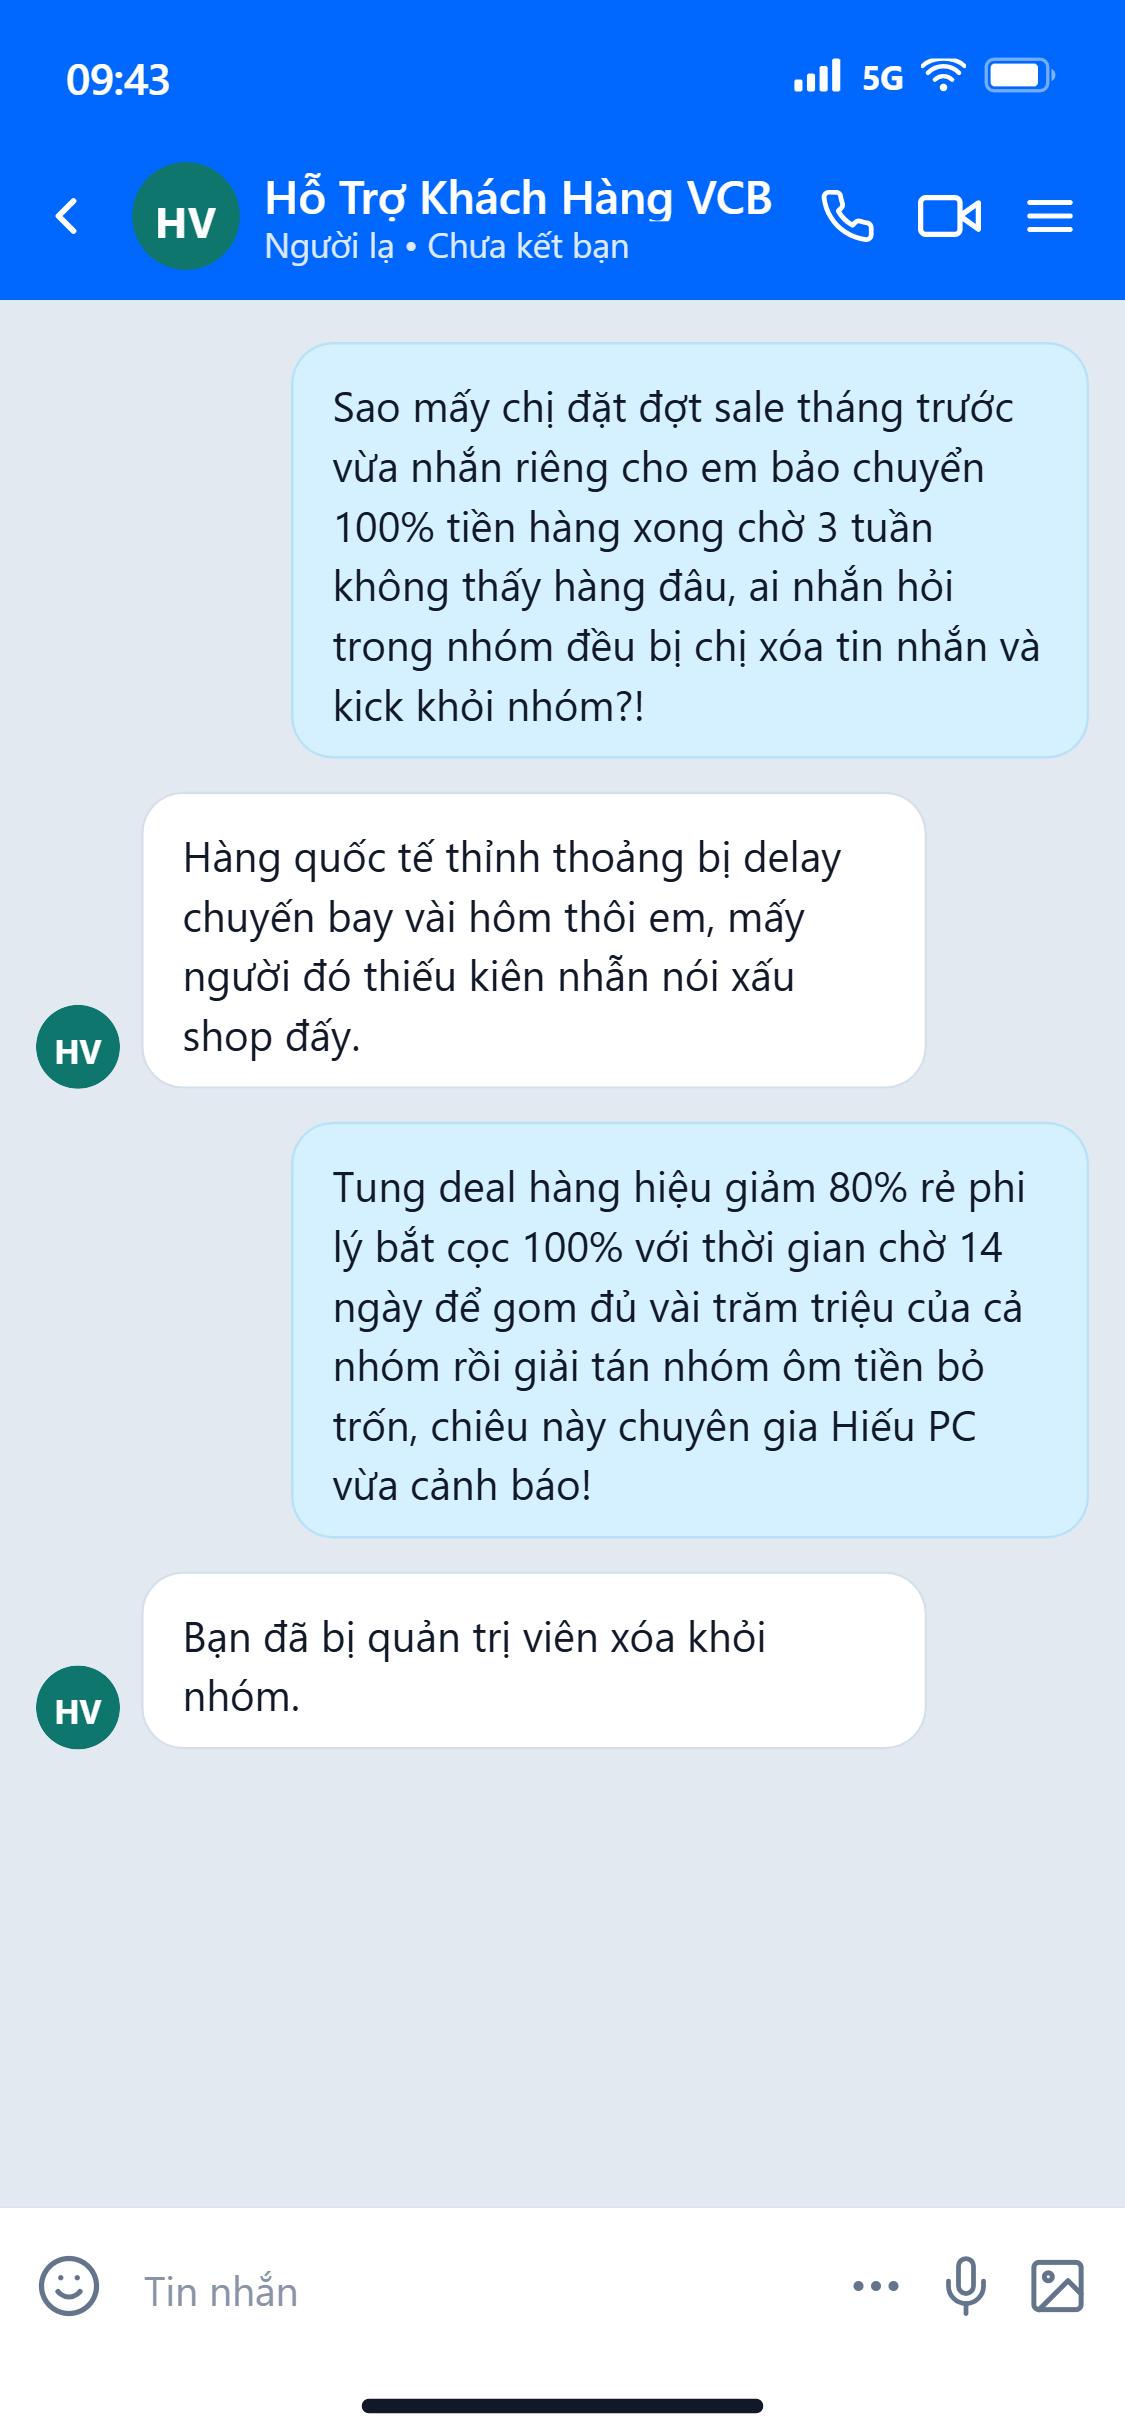 09:43
5G
HV
Hỗ Trợ Khách Hàng VCB
Người lạ • Chưa kết bạn
Sao mấy chị đặt đợt sale tháng trước
vừa nhắn riêng cho em bảo chuyển
100% tiền hàng xong chờ 3 tuần
không thấy hàng đâu, ai nhắn hỏi
trong nhóm đều bị chị xóa tin nhắn và
kick khỏi nhóm?!
Hàng quốc tế thỉnh thoảng bị delay
chuyến bay vài hôm thôi em, mấy
người đó thiếu kiên nhẫn nói xấu
shop đấy.
HV
Tung deal hàng hiệu giảm 80% rẻ phi
lý bắt cọc 100% với thời gian chờ 14
ngày để gom đủ vài trăm triệu của cả
nhóm rồi giải tán nhóm ôm tiền bỏ
trốn, chiêu này chuyên gia Hiếu PC
vừa cảnh báo!
Bạn đã bị quản trị viên xóa khỏi
nhóm.
HV
Tin nhắn